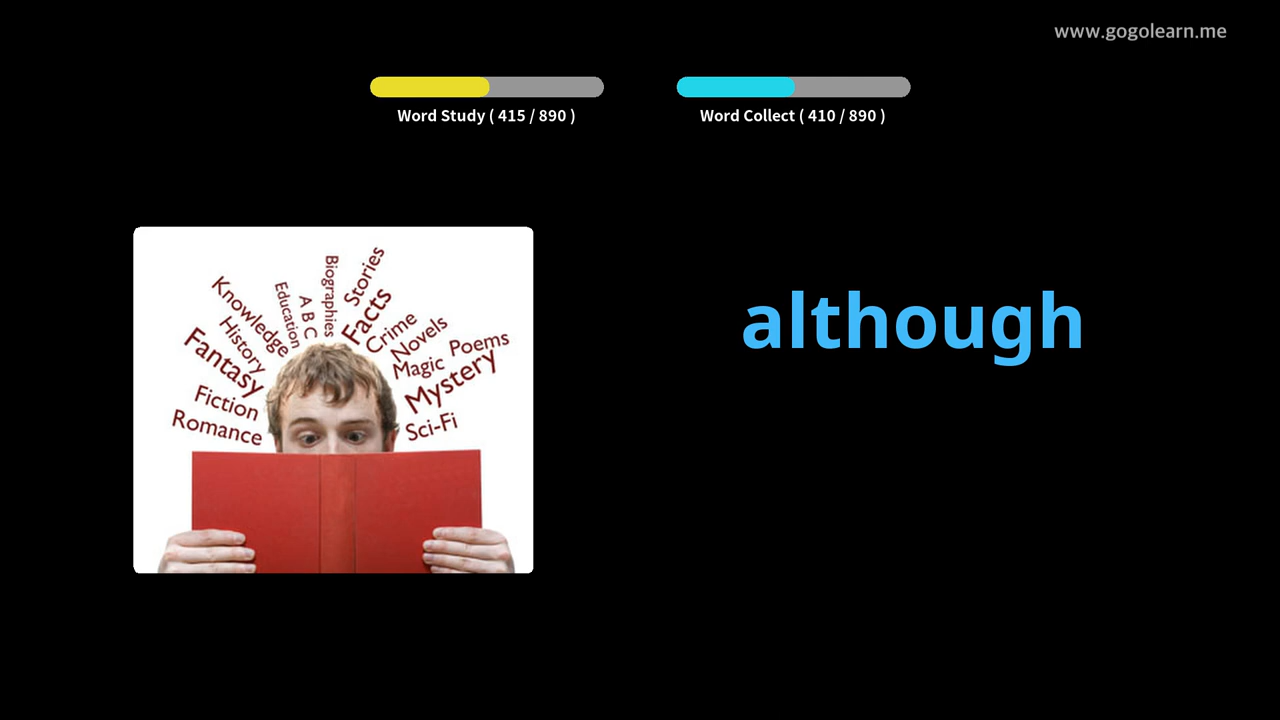 www.gogolearn.me
Word Study ( 415 / 890 )
Word Collect ( 410 / 890 )
although
Biographies
Stories
Education
A B C
Facts
Knowledge
Crime
History
Novels
Poems
Fantasy
Magic
Mystery
Fiction
Romance
Sci-Fi